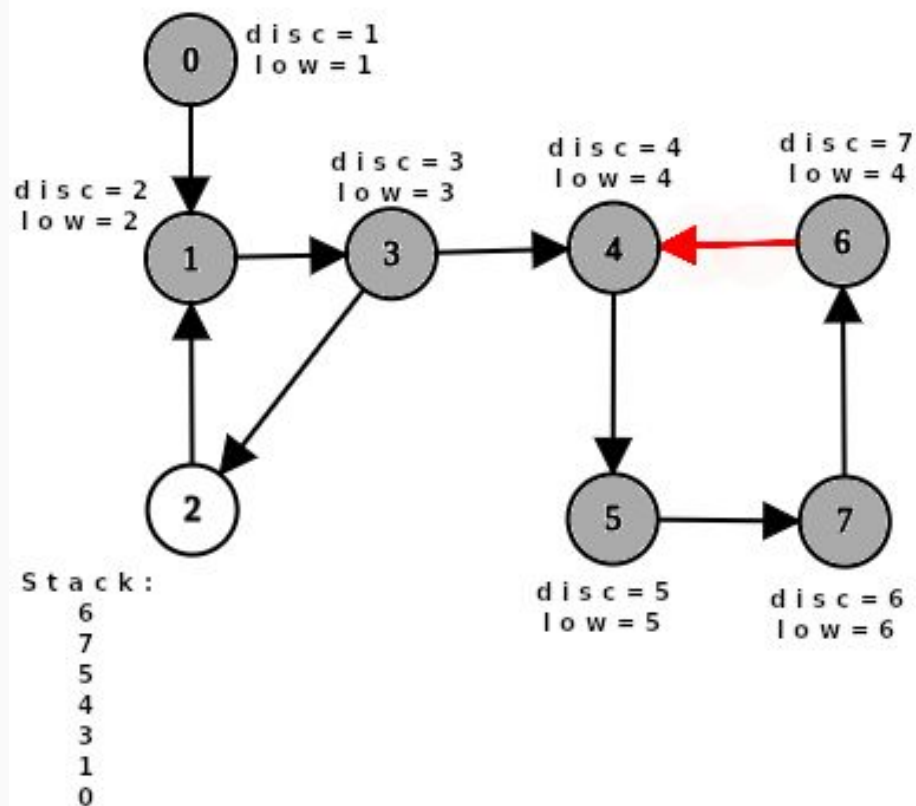 0
disc=1
low=1
disc=2
low=2
1
disc=3
low=3
3
disc=4
low=4
4
disc=7
low=4
6
2
5
disc=5
low=5
7
disc=6
low=6
Stack:
6
7
5
4
3
1
0